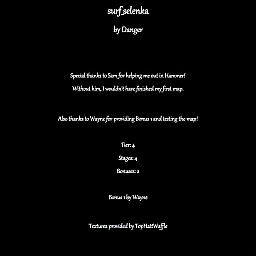 surf_selenka
by Danger
Special thanks to Sam for helping me out in Hammer!
Without him, I wouldn't have finished my first map.
Also thanks to Wayne for providing Bonus 1 and testing the map!
Tier: 4
Stages: 4
Bonuses: 2
Bonus 1 by Wayne
Textures provided by TopHattWaffle